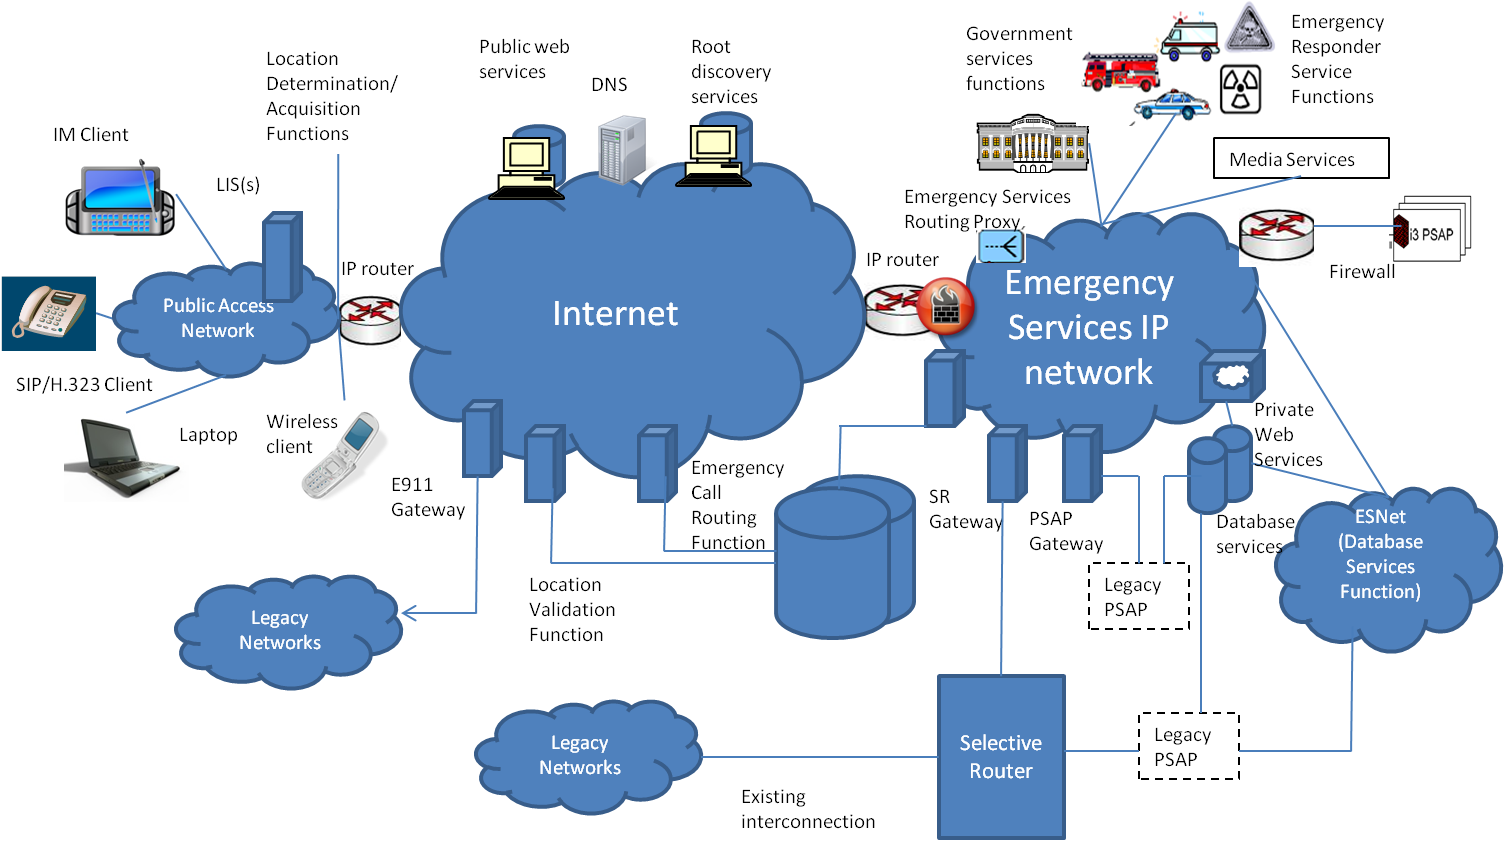 Public web
services
DNS
Root
discovery
services
Government
services
functions
Emergency
Responder
Service
Functions
Location
Determination/
Acquisition
Functions
IM Client
LIS(s)
Media Services
Emergency Services
Routing Proxy
i3 PSAP
Firewall
IP router
IP router
Public Access
Network
Internet
Emergency
Services IP
network
SIP/H.323 Client
Laptop
Wireless
client
E911
Gateway
Emergency
Call
Routing
Function
SR
Gateway
PSAP
Gateway
Private
Web
Services
Database
services
ESNet
(Database
Services
Function)
Location
Validation
Function
Legacy
PSAP
Legacy
Networks
Legacy
Networks
Selective
Router
Legacy
PSAP
Existing
interconnection